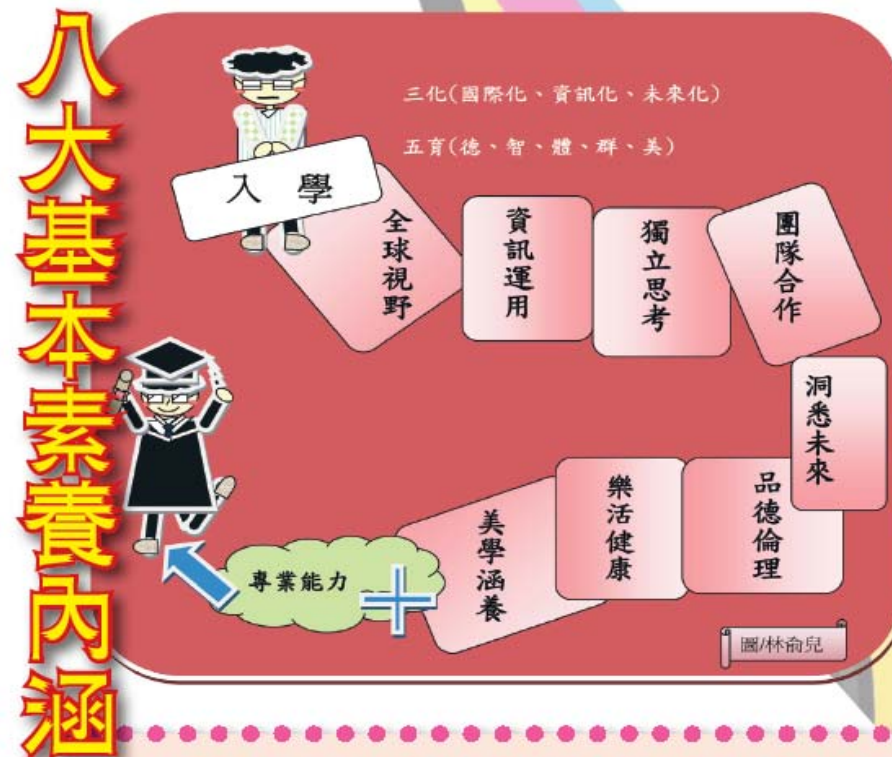 八大基本素養內涵
三化(國際化、資訊化、未來化)
五育(德、智、體、群、美)
入學
全球視野
資訊運用
獨立思考
團隊合作
洞悉未來
品德倫理
樂活健康
美學涵養
專業能力
圖/林俞兒